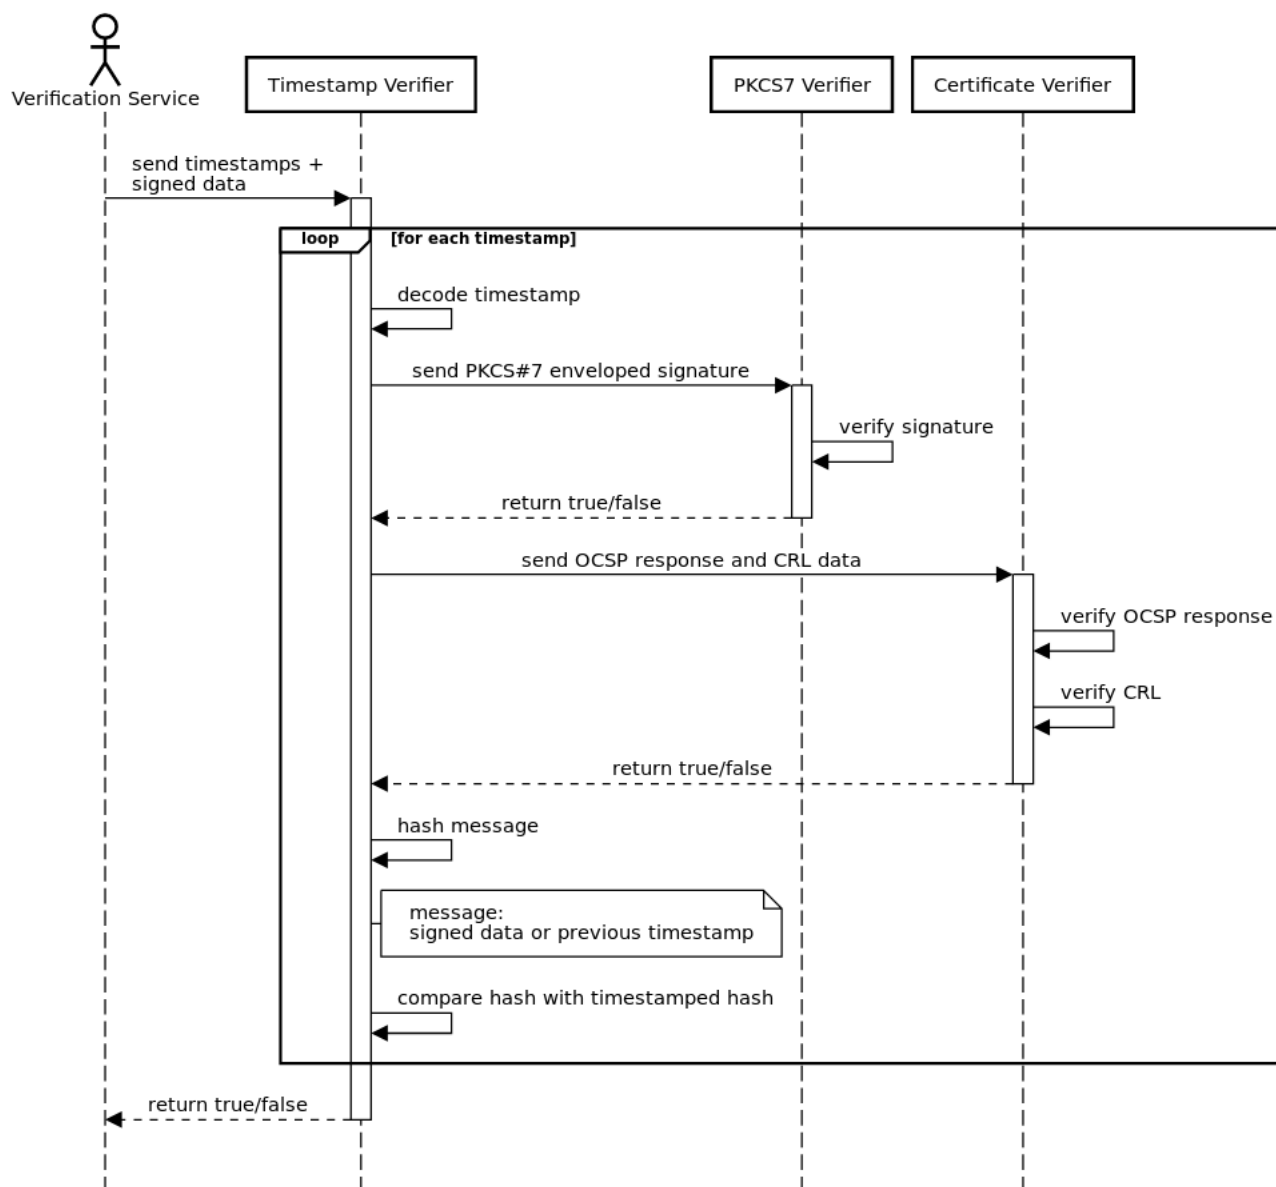 Verification Service
Timestamp Verifier
PKCS7 Verifier
Certificate Verifier
send timestamps +
signed data
loop
[for each timestamp]
decode timestamp
send PKCS#7 enveloped signature
verify signature
return true/false
send OCSP response and CRL data
verify OCSP response
verify CRL
return true/false
hash message
message:
signed data or previous timestamp
compare hash with timestamped hash
return true/false